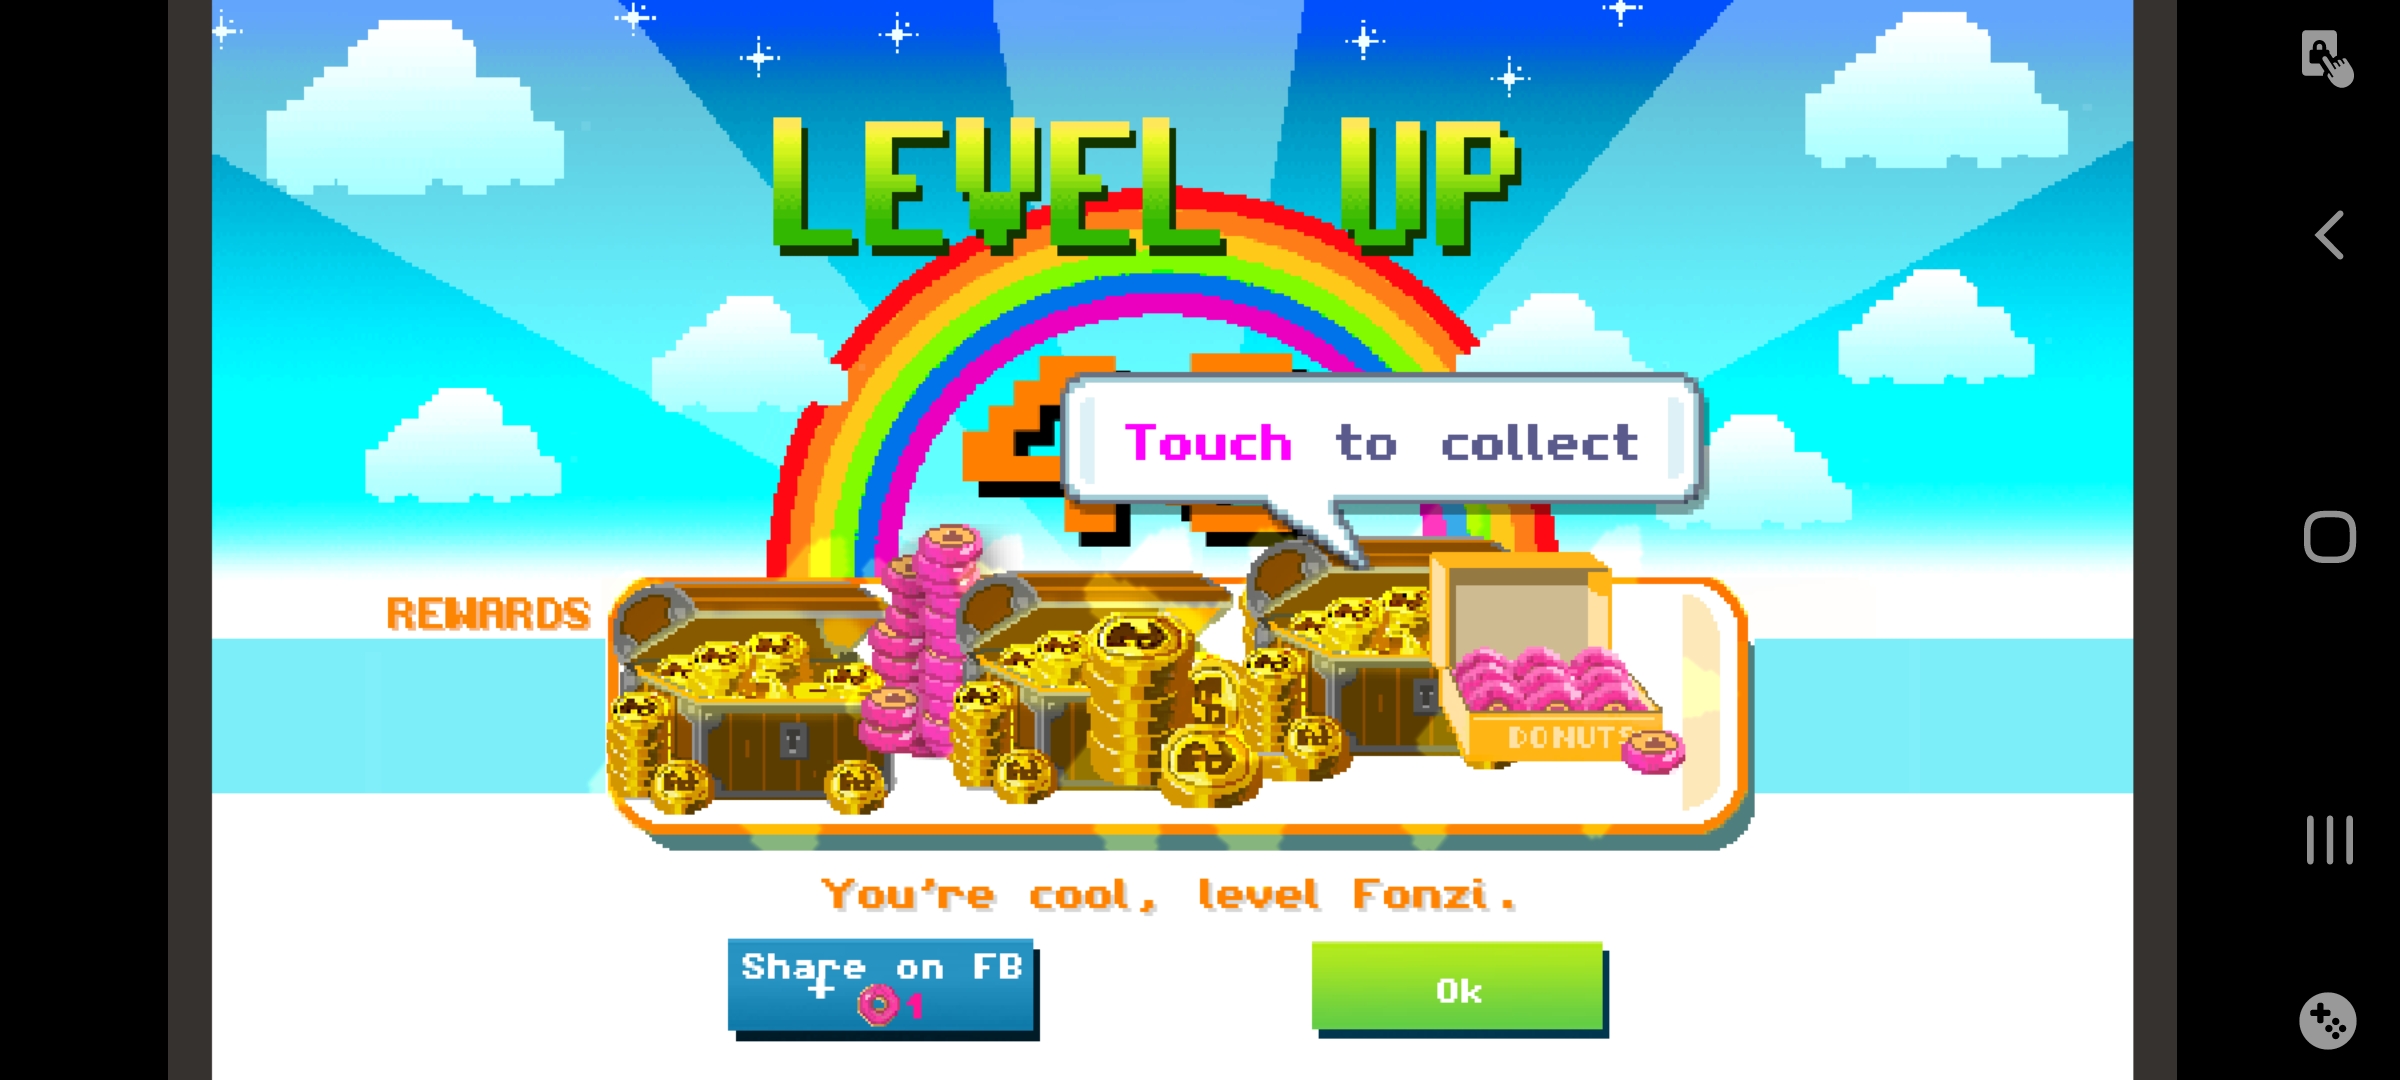 LEVEL UP
Touch to collect
REWARDS
DONUTS
You're cool, level Fonzi.
Share on FB
+ 1
Ok